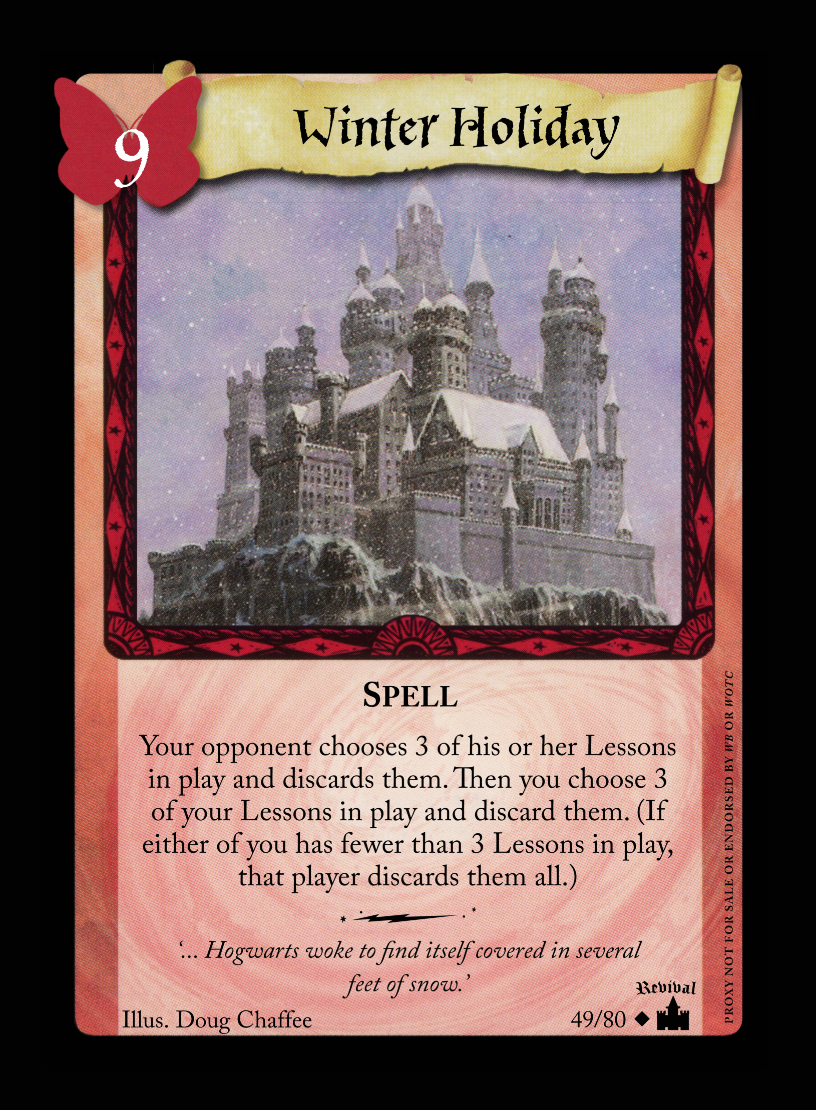 9
Winter Holiday
SPELL
Your opponent chooses 3 of his or her Lessons
in play and discards them. Then you choose 3
of your Lessons in play and discard them. (If
either of you has fewer than 3 Lessons in play,
that player discards them all.)
‘... Hogwarts woke to find itself covered in several
feet of snow.’
Revival
Illus. Doug Chaffee
49/80
PROXY NOT FOR SALE OR ENDORSED BY WB OR WOTC